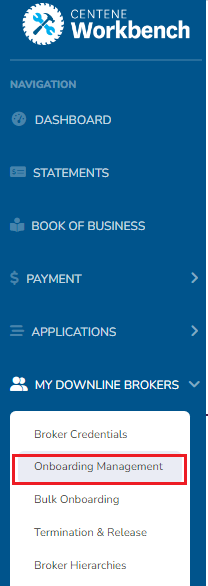 CENTENE
Workbench
NAVIGATION
DASHBOARD
STATEMENTS
BOOK OF BUSINESS
PAYMENT
APPLICATIONS
MY DOWNLINE BROKERS
Broker Credentials
Onboarding Management
Bulk Onboarding
Termination & Release
Broker Hierarchies